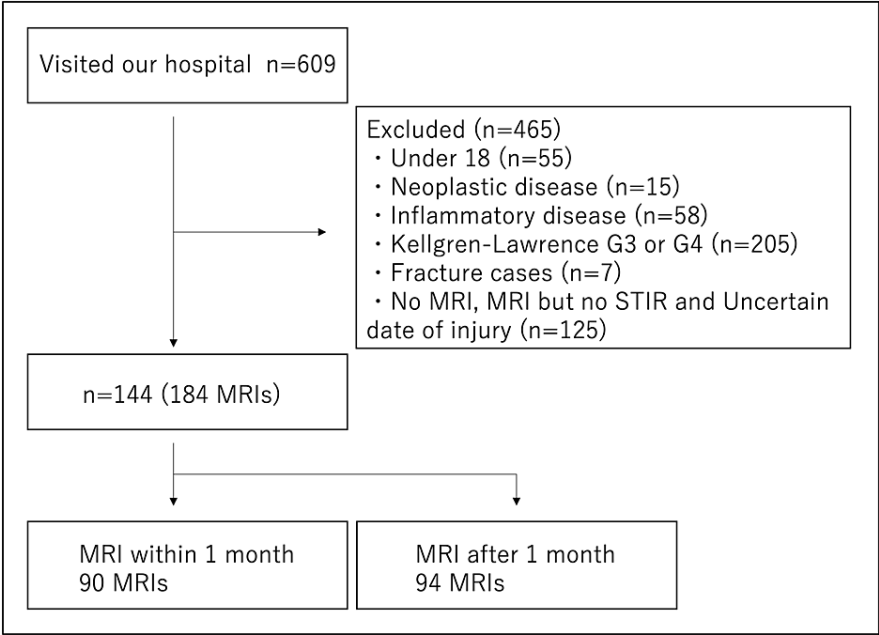 Visited our hospital  n=609
Excluded (n=465)
・Under 18 (n=55)
・Neoplastic disease (n=15)
・Inflammatory disease (n=58)
・Kellgren-Lawrence G3 or G4 (n=205)
・Fracture cases (n=7)
・No MRI, MRI but no STIR and Uncertain
date of injury (n=125)
n=144 (184 MRIs)
MRI within 1 month
90 MRIs
MRI after 1 month
94 MRIs